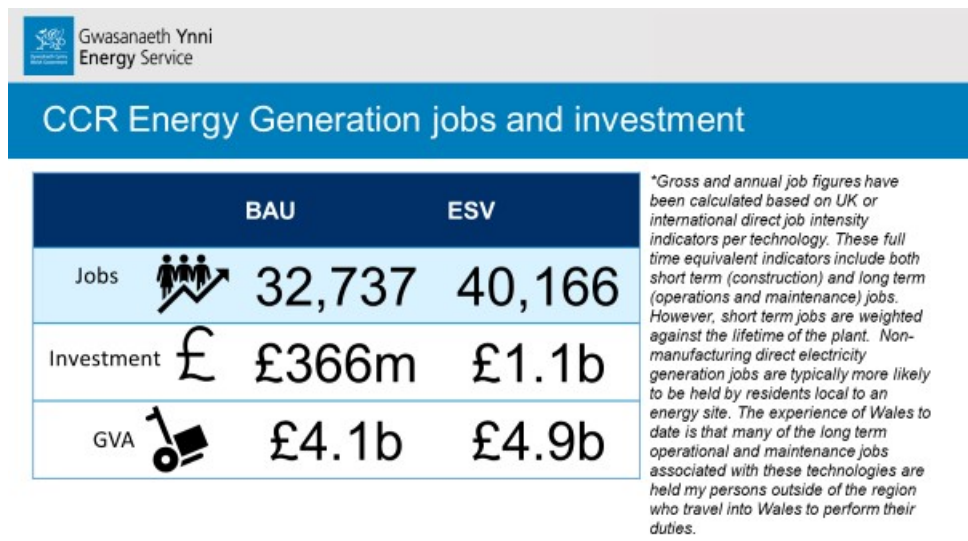 Gwasanaeth Ynni
Energy Service
CCR Energy Generation jobs and investment
BAU ESV
Jobs 32,737 40,166
Investment £ £366m £1.1b
GVA £4.1b £4.9b
*Gross and annual job figures have
been calculated based on UK or
international direct job intensity
indicators per technology. These full
time equivalent indicators include both
short term (construction) and long term
(operations and maintenance) jobs.
However, short term jobs are weighted
against the lifetime of the plant. Non-
manufacturing direct electricity
generation jobs are typically more likely
to be held by residents local to an
energy site. The experience of Wales to
date is that many of the long term
operational and maintenance jobs
associated with these technologies are
held my persons outside of the region
who travel into Wales to perform their
duties.